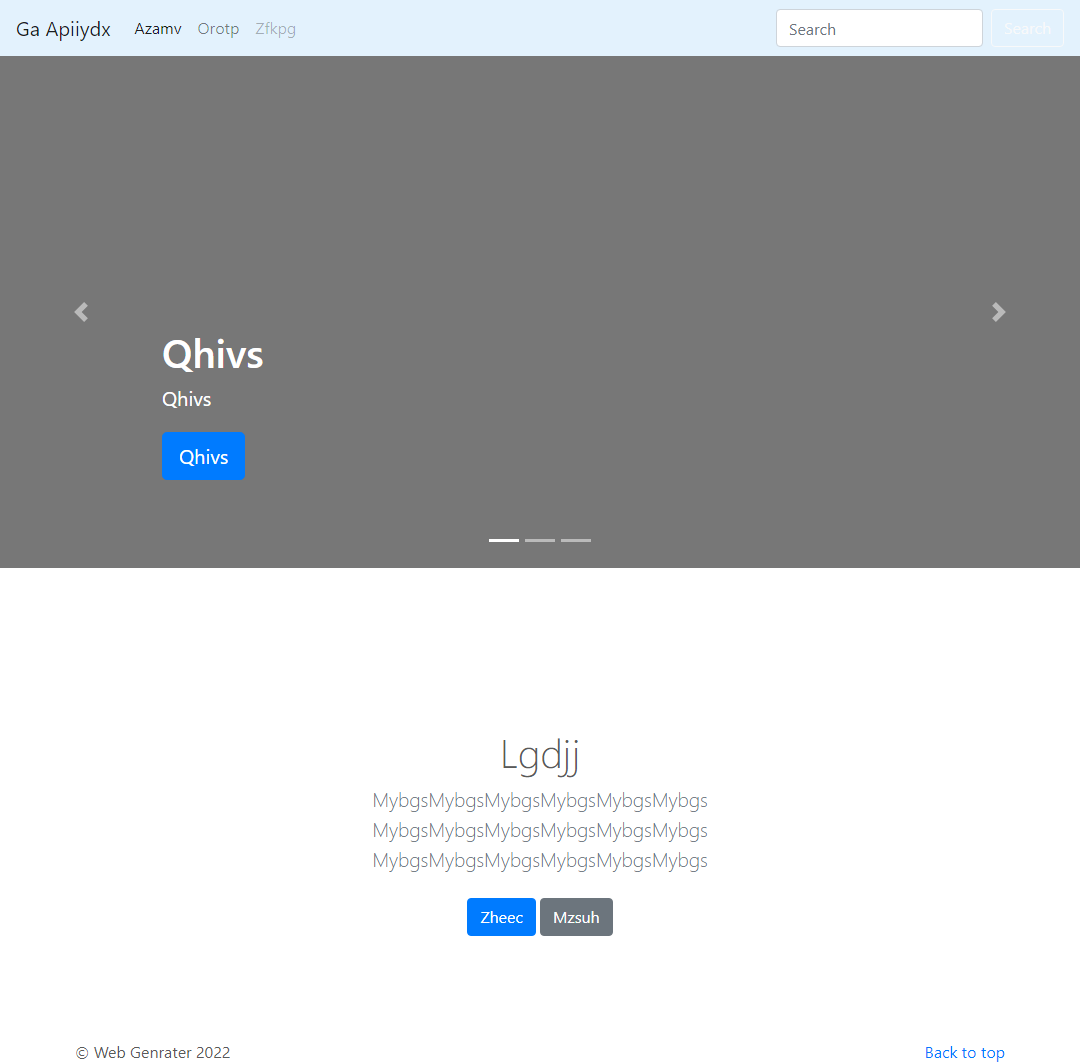 Ga Apiiydx Azamv Orotp Zfkpg Search Search
Qhivs
Qhivs
Qhivs
Lgdjj
MybgsMybgsMybgsMybgsMybgsMybgs
MybgsMybgsMybgsMybgsMybgsMybgs
MybgsMybgsMybgsMybgsMybgsMybgs
Zheec Mzsuh
© Web Genrater 2022 Back to top